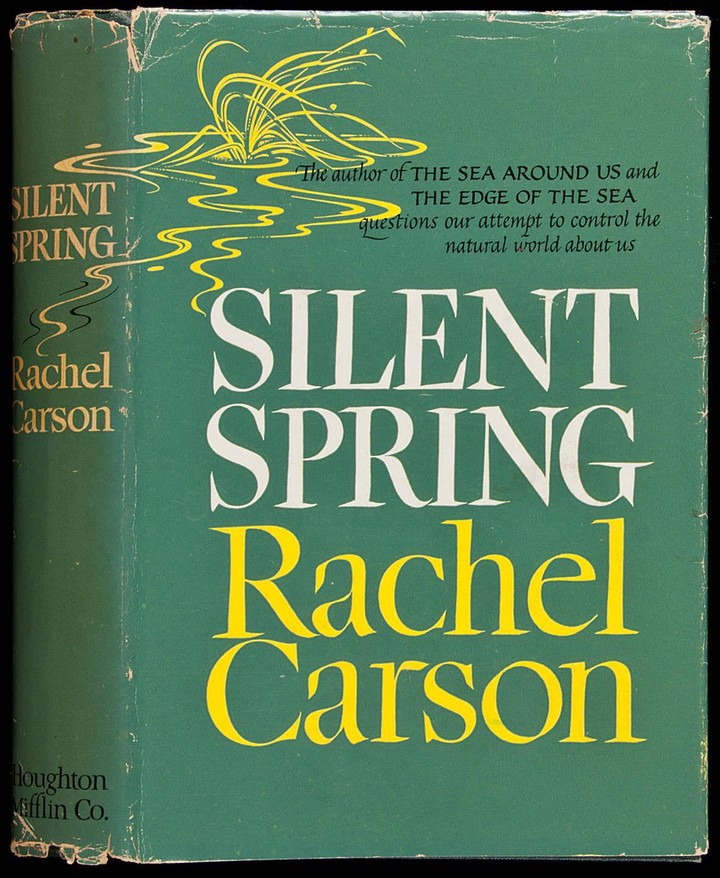 The author of THE SEA AROUND US and
THE EDGE OF THE SEA
questions our attempt to control the
natural world about us
SILENT
SPRING
Rachel
Carson
SILENT
SPRING
Rachel
Carson
Houghton
Mifflin Co.